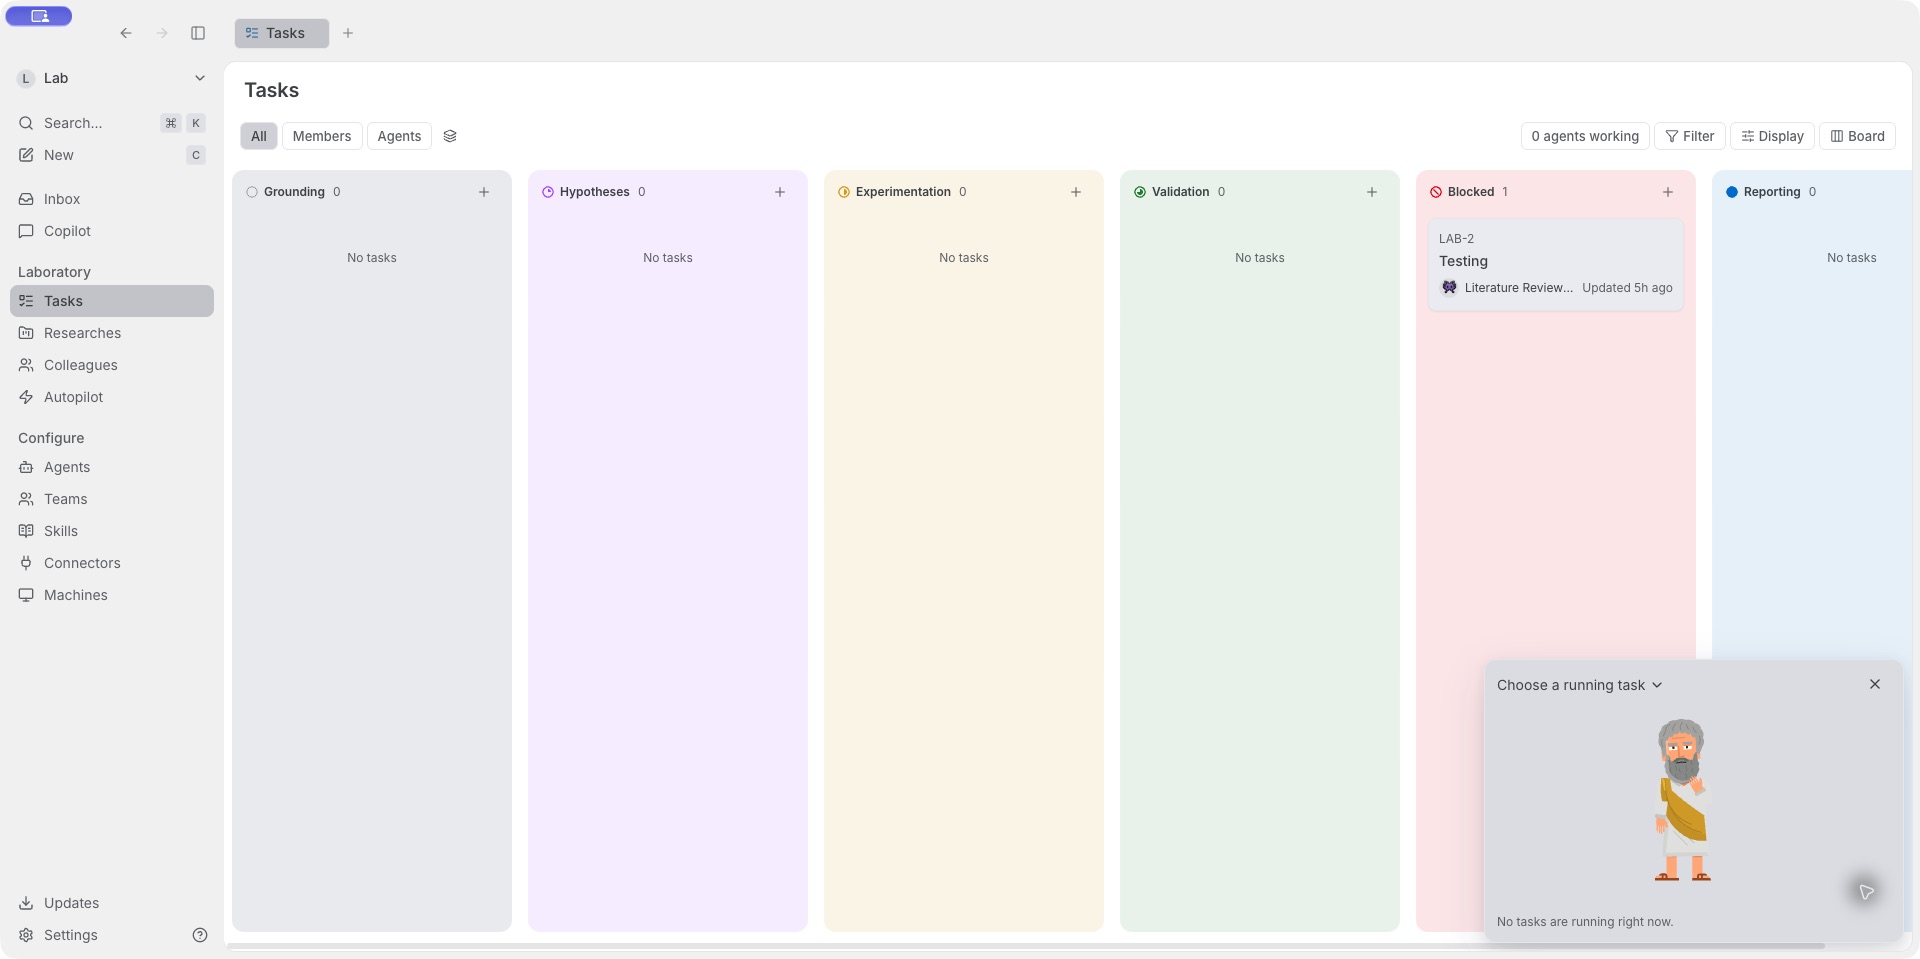 Tasks
L Lab
Search... ⌘ K
New C
Inbox
Copilot
Laboratory
Tasks
Researches
Colleagues
Autopilot
Configure
Agents
Teams
Skills
Connectors
Machines
Updates
Settings
Tasks
All Members Agents
0 agents working Filter Display Board
Grounding 0
No tasks
Hypotheses 0
No tasks
Experimentation 0
No tasks
Validation 0
No tasks
Blocked 1
LAB-2
Testing
Literature Review... Updated 5h ago
Reporting 0
No tasks
Choose a running task
No tasks are running right now.